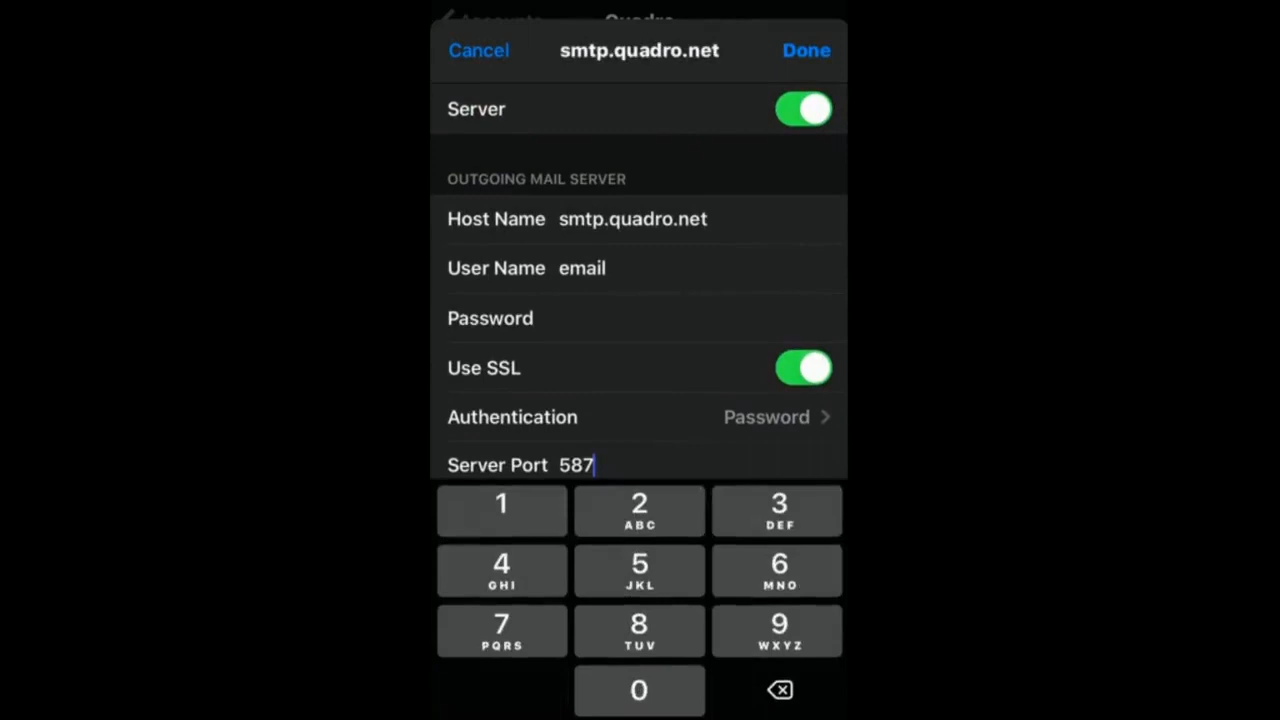 Cancel smtp.quadro.net Done
Server
OUTGOING MAIL SERVER
Host Name smtp.quadro.net
User Name email
Password
Use SSL
Authentication Password
Server Port 587
1 2 3
ABC DEF
4 5 6
GHI JKL MNO
7 8 9
PQRS TUV WXYZ
0